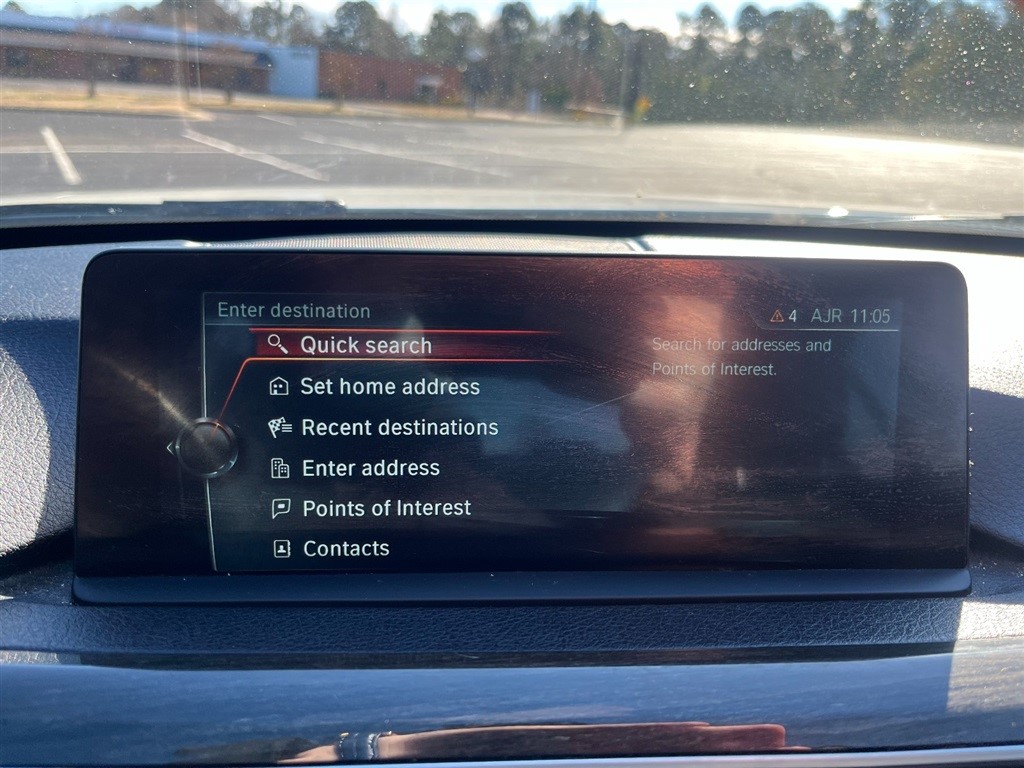 Enter destination
4 AJR 11:05
Quick search
Search for addresses and
Points of Interest.
Set home address
Recent destinations
Enter address
Points of Interest
Contacts